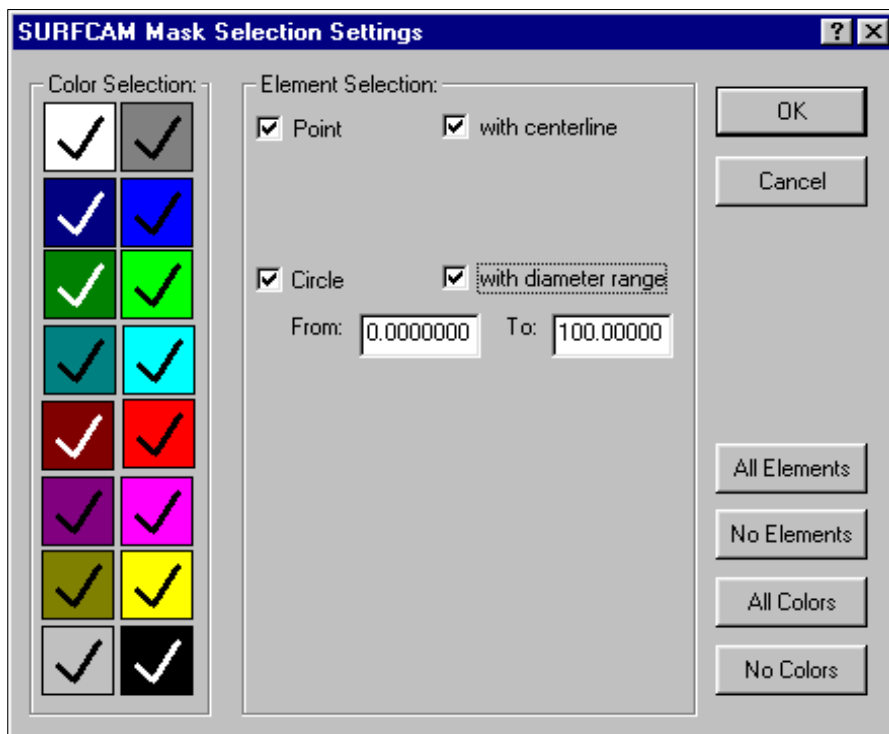 SURFCAM Mask Selection Settings
Color Selection:
Element Selection:
Point
with centerline
Circle
with diameter range
From: 0.0000000 To: 100.00000
OK
Cancel
All Elements
No Elements
All Colors
No Colors